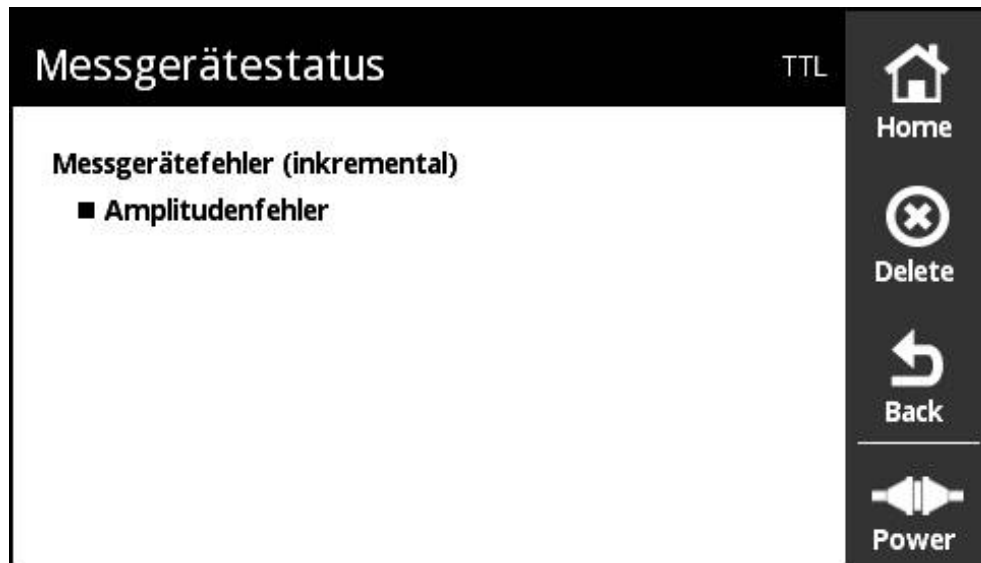 Messgerätestatus
TTL
Messgerätefehler (inkremental)
■ Amplitudenfehler
Home
Delete
Back
Power